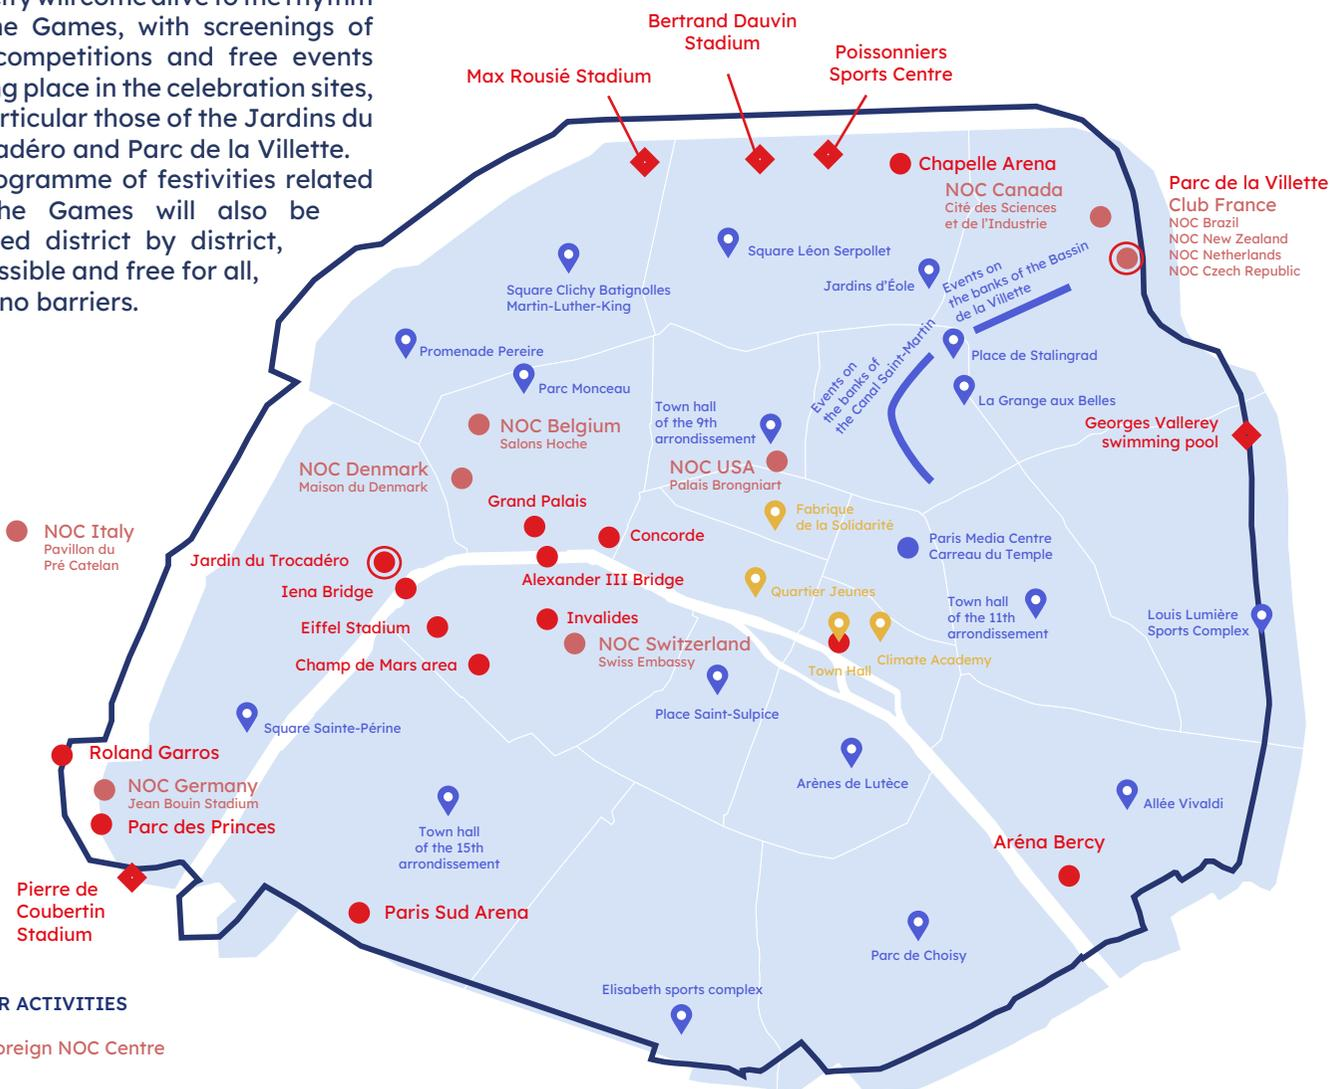 he Games, with screenings of
competitions and free events
place in the celebration sites,
particular those of the Jardins du
Trocadéro and Parc de la Villette.
programme of festivities related
he Games will also be
district by district,
accessible and free for all,
no barriers.
Bertrand Dauvin
Stadium
Poissonniers
Sports Centre
Max Rousié Stadium
Chapelle Arena
NOC Canada
Cité des Sciences
et de l'Industrie
Parc de la Villette
Club France
NOC Brazil
NOC New Zealand
NOC Netherlands
NOC Czech Republic
Square Léon Serpollet
Square Clichy Batignolles
Martin-Luther-King
Jardins d'Éole
Events on
the banks of the Bassin
de la Villette
Events on
the banks of
the Canal Saint-Martin
Promenade Pereire
Place de Stalingrad
Parc Monceau
La Grange aux Belles
Town hall
of the 9th
arrondissement
NOC Belgium
Salons Hoche
Georges Vallerey
swimming pool
NOC Denmark
Maison du Denmark
NOC USA
Palais Brongniart
Grand Palais
Fabrique
de la Solidarité
NOC Italy
Pavillon du
Pré Catelan
Concorde
Paris Media Centre
Carreau du Temple
Jardin du Trocadéro
Alexander III Bridge
Iena Bridge
Quartier Jeunes
Town hall
of the 11th
arrondissement
Louis Lumière
Sports Complex
Eiffel Stadium
Invalides
NOC Switzerland
Swiss Embassy
Champ de Mars area
Climate Academy
Town Hall
Place Saint-Sulpice
Square Sainte-Périne
Roland Garros
NOC Germany
Jean Bouin Stadium
Parc des Princes
Arènes de Lutèce
Allée Vivaldi
Town hall
of the 15th
arrondissement
Aréna Bercy
Pierre de
Coubertin
Stadium
Paris Sud Arena
Parc de Choisy
Elisabeth sports complex
R ACTIVITIES
oreign NOC Centre